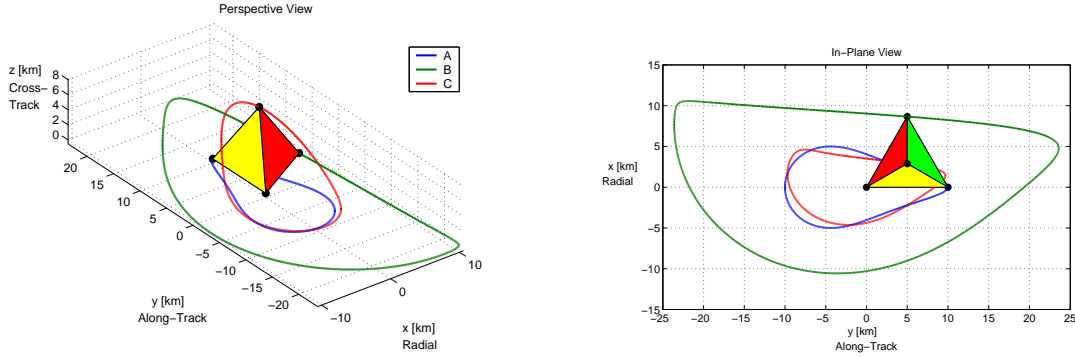 Perspective View
z [km]
Cross−
Track
8
6
4
2
0
20
15
10
5
0
−5
−10
−15
−20
y [km]
Along−Track
−10
0
10
x [km]
Radial
A
B
C
In−Plane View
15
10
5
0
−5
−10
−15
x [km]
Radial
−25 −20 −15 −10 −5 0 5 10 15 20 25
y [km]
Along−Track